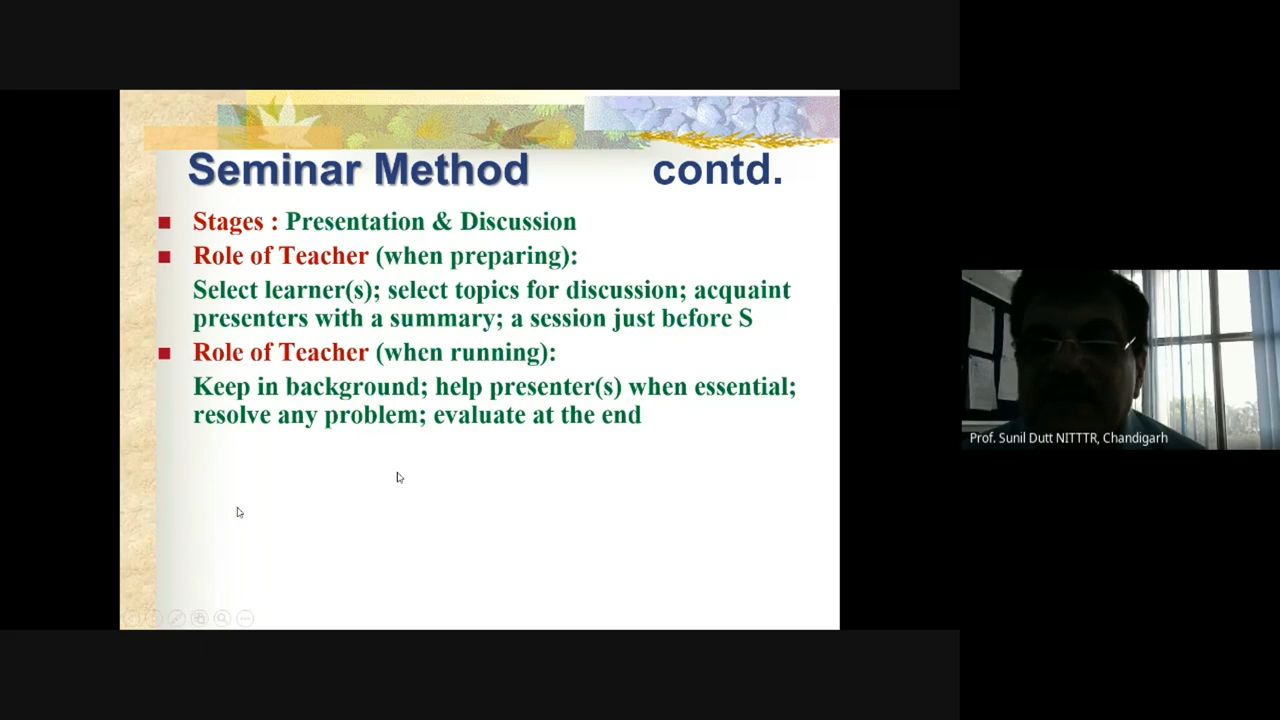 Seminar Method contd.
Stages : Presentation & Discussion
Role of Teacher (when preparing):
Select learner(s); select topics for discussion; acquaint
presenters with a summary; a session just before S
Role of Teacher (when running):
Keep in background; help presenter(s) when essential;
resolve any problem; evaluate at the end
Prof. Sunil Dutt NITTTR, Chandigarh